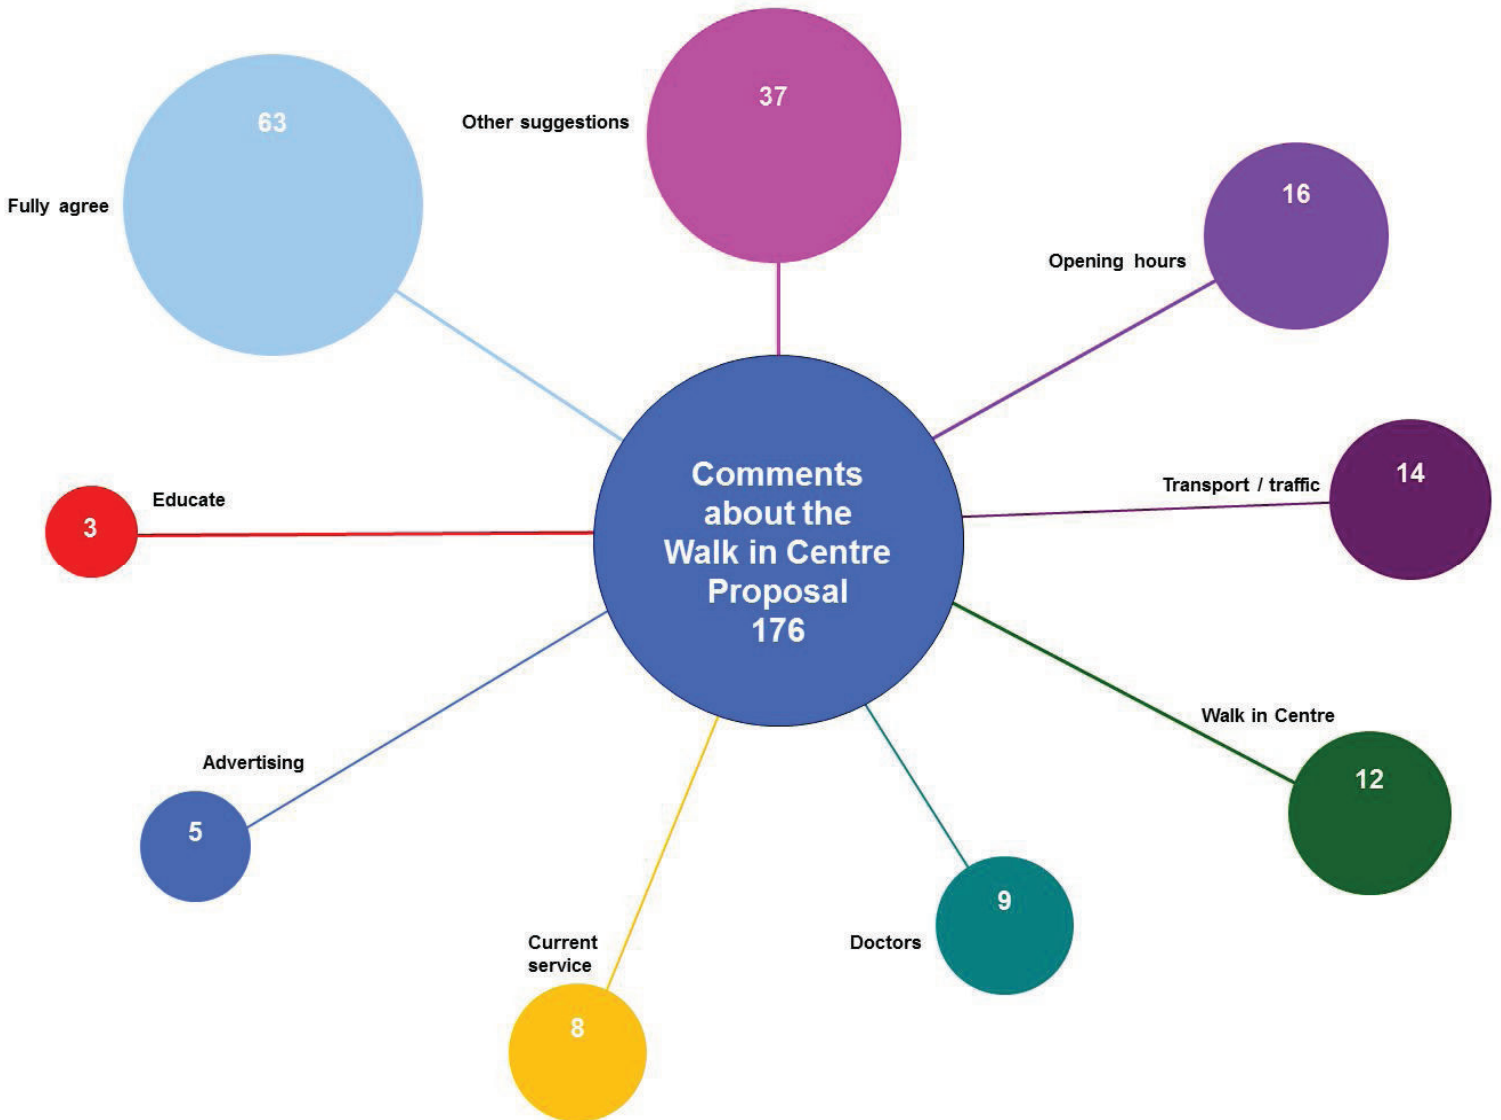 63
Fully agree
Other suggestions
37
16
Opening hours
14
Transport / traffic
Comments
about the
Walk in Centre
Proposal
176
Educate
3
Walk in Centre
12
Advertising
5
Doctors
9
Current
service
8